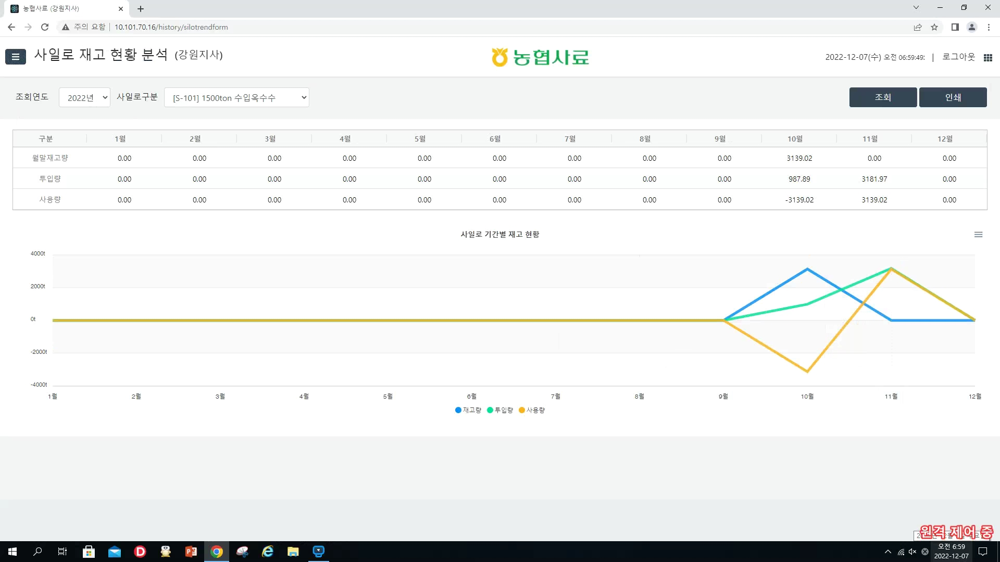 농협사료 (강원지사)
주의 요함 10.101.70.16/history/silotrendform
사일로 재고 현황 분석 (강원지사)
농협사료
2022-12-07(수) 오전 06:59:49: | 로그아웃
조회연도 2022년 사일로구분 [S-101] 1500ton 수입옥수수 조회 인쇄
구분 1월 2월 3월 4월 5월 6월 7월 8월 9월 10월 11월 12월
월말재고량 0.00 0.00 0.00 0.00 0.00 0.00 0.00 0.00 0.00 3139.02 0.00 0.00
투입량 0.00 0.00 0.00 0.00 0.00 0.00 0.00 0.00 0.00 987.89 3181.97 0.00
사용량 0.00 0.00 0.00 0.00 0.00 0.00 0.00 0.00 0.00 -3139.02 3139.02 0.00
사일로 기간별 재고 현황
4000t
2000t
0t
-2000t
-4000t
1월 2월 3월 4월 5월 6월 7월 8월 9월 10월 11월 12월
재고량 투입량 사용량
원격 제어 중
오전 6:59
2022-12-07